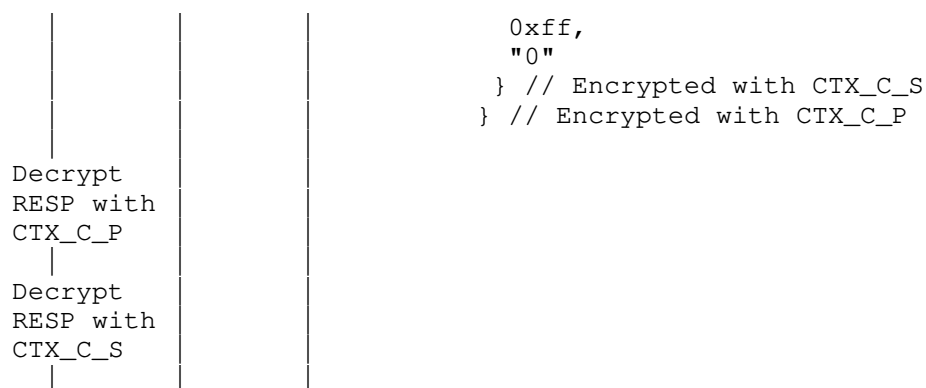 0xff,
"0"
} // Encrypted with CTX_C_S
} // Encrypted with CTX_C_P
Decrypt
RESP with
CTX_C_P
Decrypt
RESP with
CTX_C_S